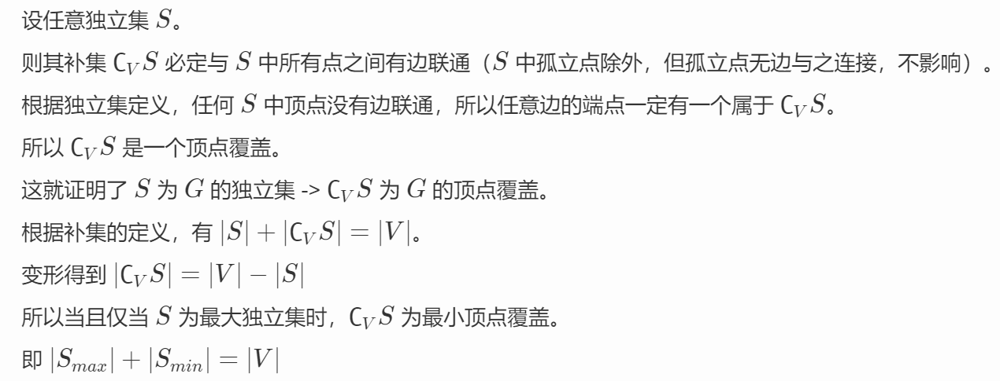 设任意独立集 S。
则其补集 ∁_V S 必定与 S 中所有点之间有边联通（S 中孤立点除外，但孤立点无边与之连接，不影响）。
根据独立集定义，任何 S 中顶点没有边联通，所以任意边的端点一定有一个属于 ∁_V S。
所以 ∁_V S 是一个顶点覆盖。
这就证明了 S 为 G 的独立集 -> ∁_V S 为 G 的顶点覆盖。
根据补集的定义，有 |S| + |∁_V S| = |V|。
变形得到 |∁_V S| = |V| − |S|
所以当且仅当 S 为最大独立集时，∁_V S 为最小顶点覆盖。
即 |S_{max}| + |S_{min}| = |V|